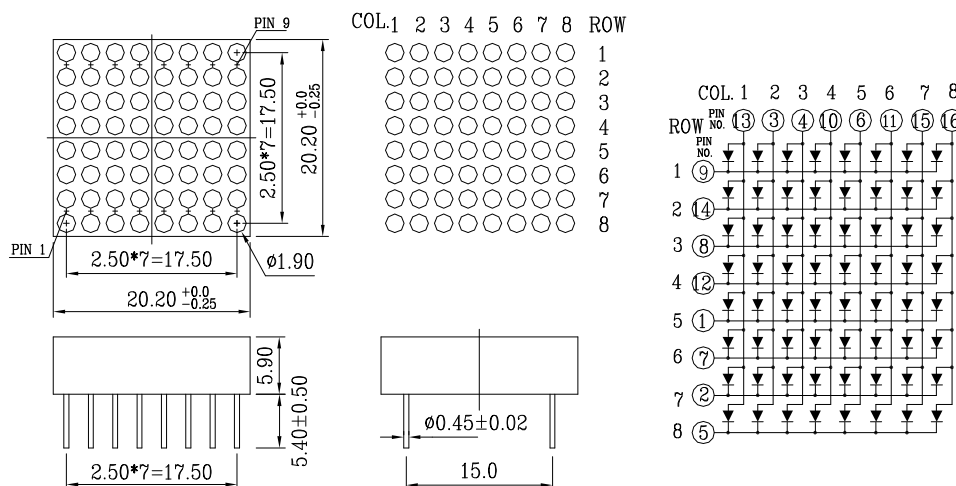 PIN 9
2.50*7=17.50
20.20 +0.0 -0.25
PIN 1
2.50*7=17.50
ø1.90
20.20 +0.0 -0.25
COL. 1 2 3 4 5 6 7 8 ROW
1
2
3
4
5
6
7
8
5.90
5.40±0.50
2.50*7=17.50
ø0.45±0.02
15.0
COL. 1 2 3 4 5 6 7 8
ROW PIN NO. 13 3 4 10 6 11 15 16
PIN NO.
1 9
2 14
3 8
4 12
5 1
6 7
7 2
8 5